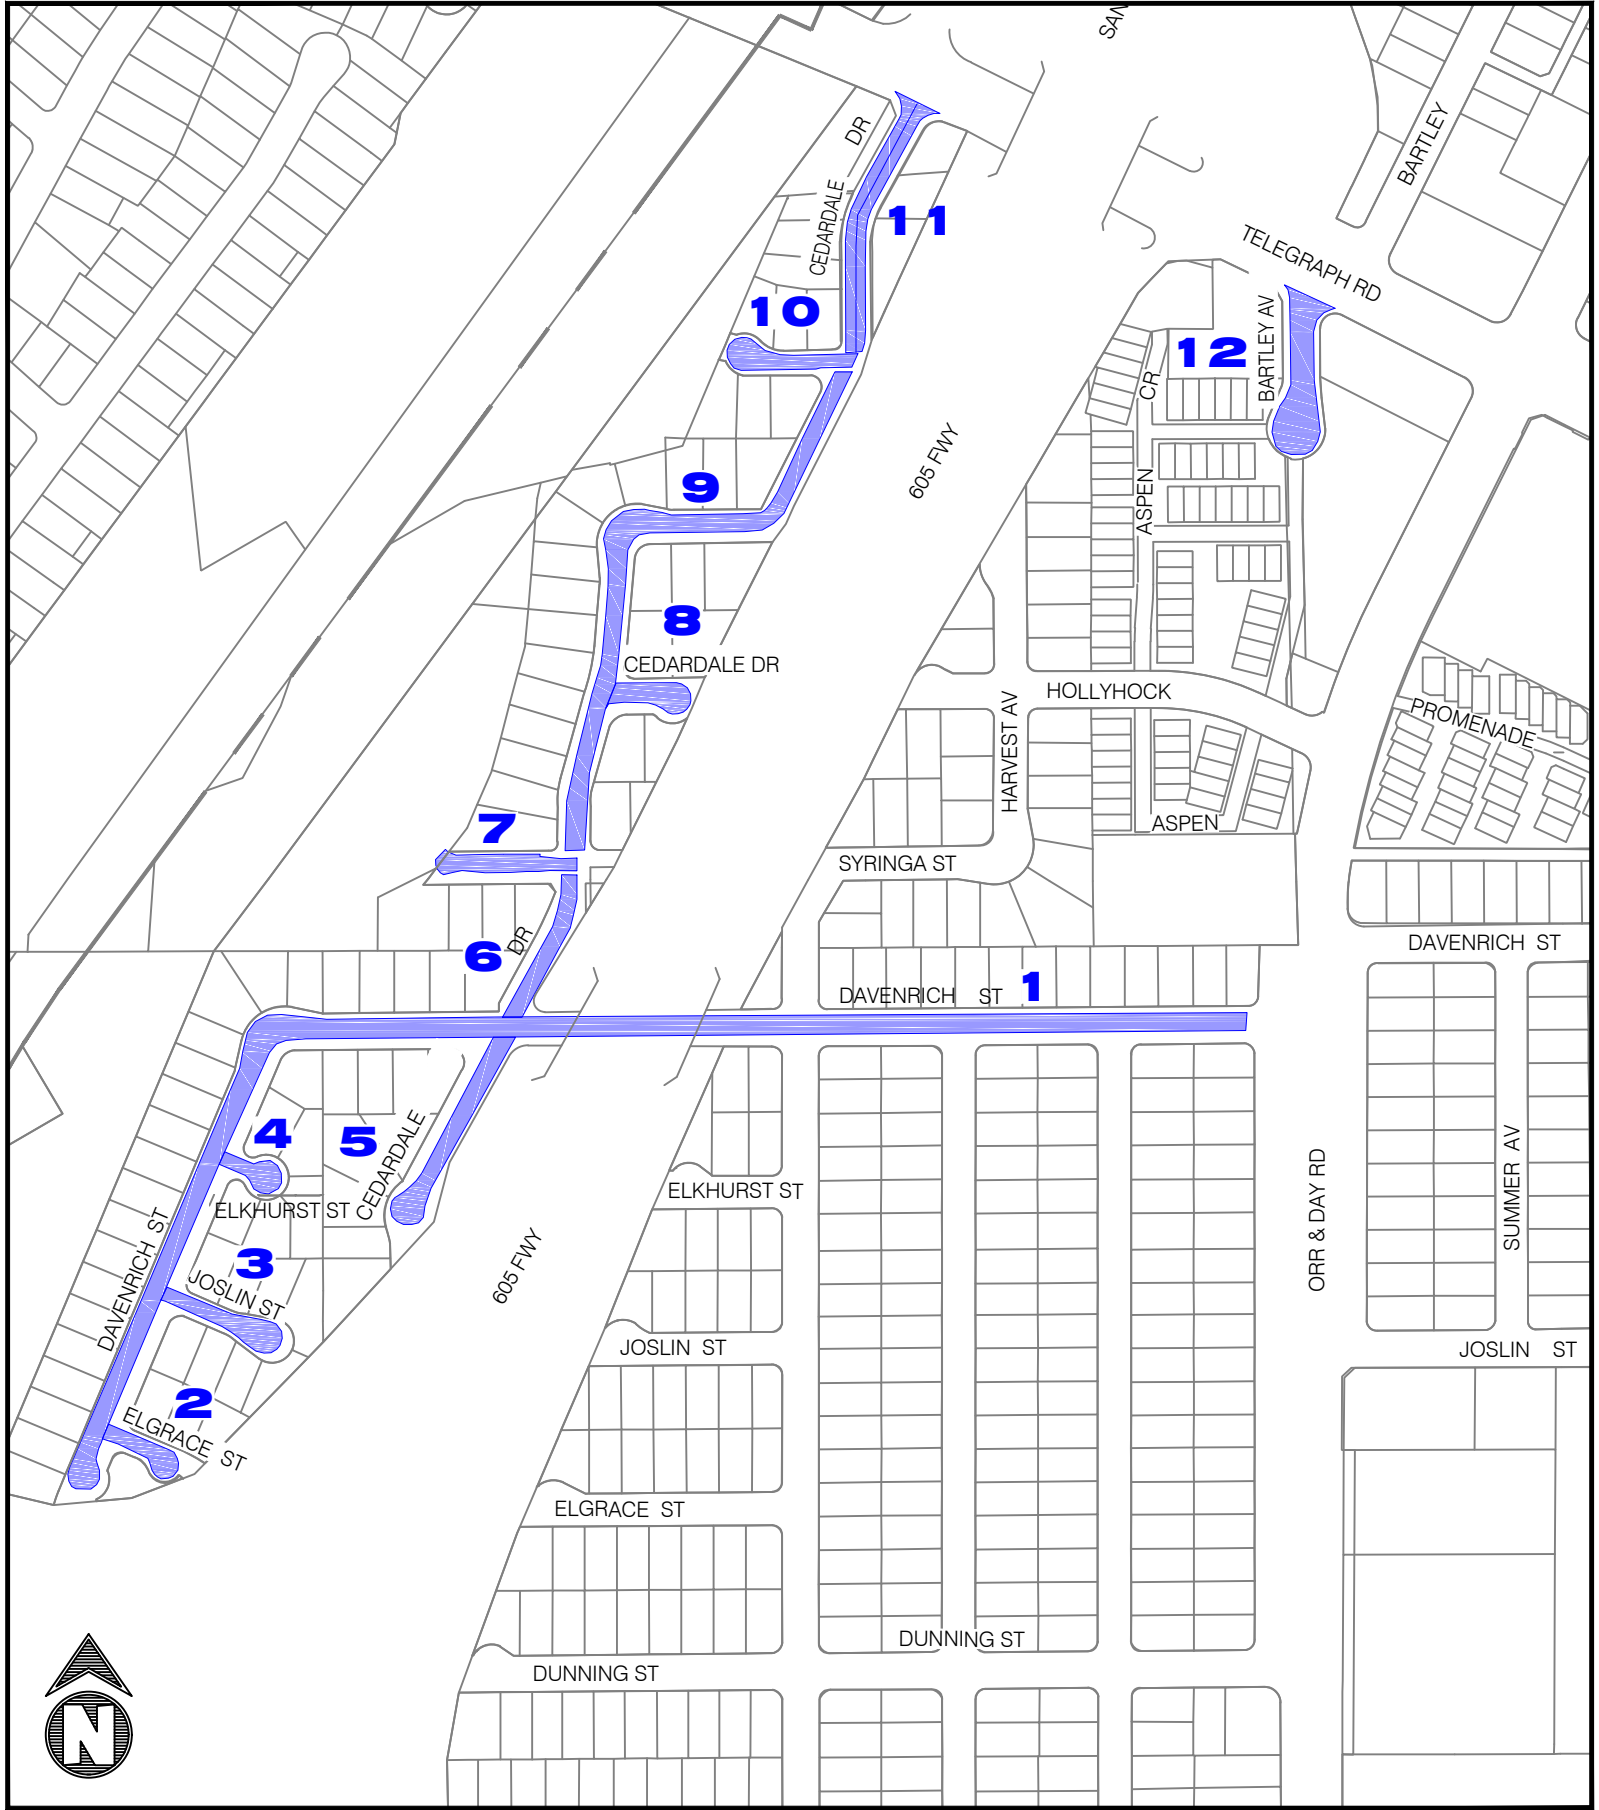 SAN
BARTLEY
DR
CEDARDALE
11
TELEGRAPH RD
10
BARTLEY AV
12
CR
605 FWY
9
ASPEN
8
CEDARDALE DR
HOLLYHOCK
PROMENADE
HARVEST AV
7
ASPEN
SYRINGA ST
6
DR
DAVENRICH ST
DAVENRICH ST
1
4
5
CEDARDALE
ELKHURST ST
ELKHURST ST
SUMMER AV
ORR & DAY RD
DAVENRICH ST
3
JOSLIN ST
605 FWY
JOSLIN ST
JOSLIN ST
2
ELGRACE ST
ELGRACE ST
DUNNING ST
DUNNING ST
N